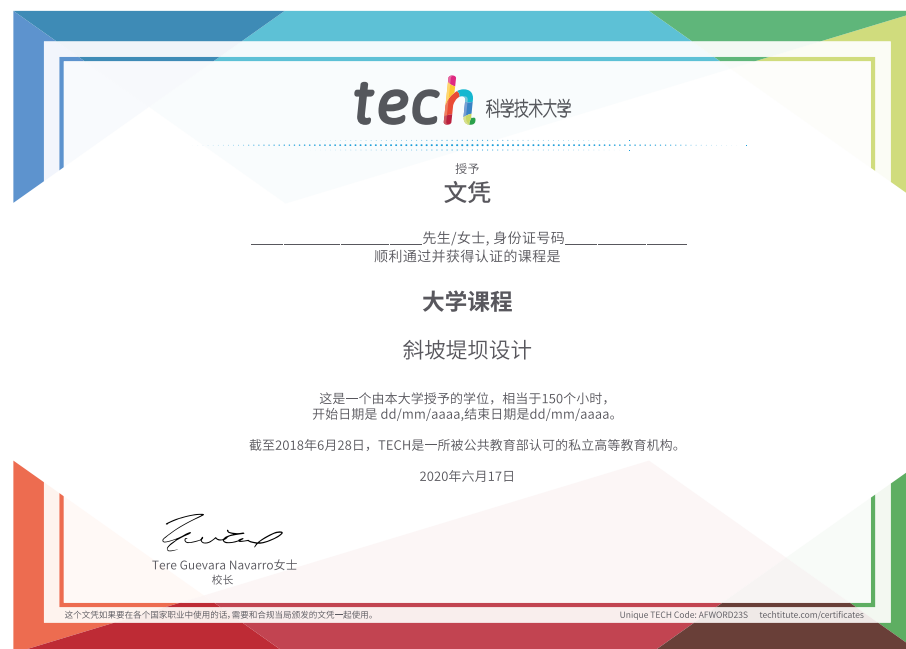 tech 科学技术大学
授予
文凭
____________________先生/女士, 身份证号码______________
顺利通过并获得认证的课程是
大学课程
斜坡堤坝设计
这是一个由本大学授予的学位，相当于150个小时，
开始日期是 dd/mm/aaaa,结束日期是dd/mm/aaaa。
截至2018年6月28日，TECH是一所被公共教育部认可的私立高等教育机构。
2020年六月17日
Tere Guevara Navarro女士
校长
这个文凭如果要在各个国家职业中使用的话,需要和合规当局颁发的文凭一起使用。
Unique TECH Code: AFWORD23S techtitute.com/certificates